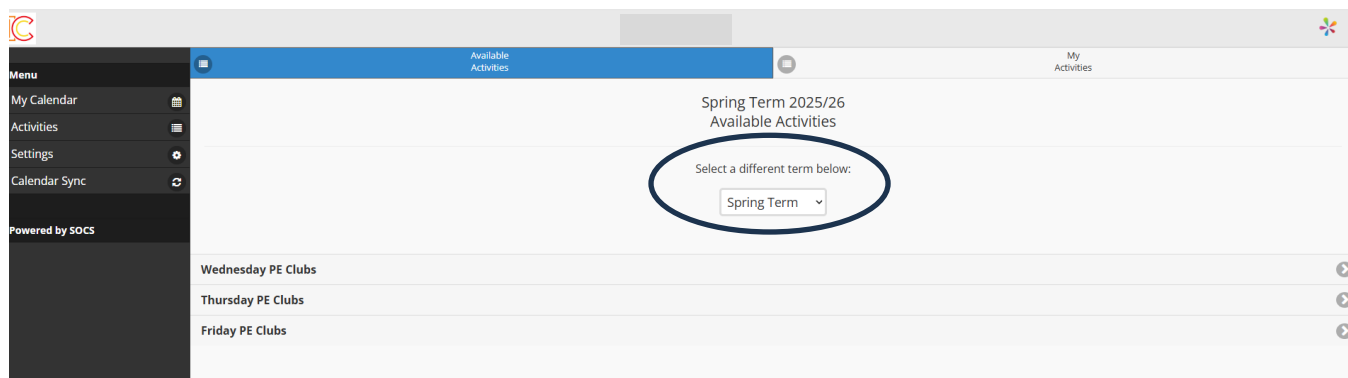 Menu
My Calendar
Activities
Settings
Calendar Sync
Powered by SOCS
Available
Activities
My
Activities
Spring Term 2025/26
Available Activities
Select a different term below:
Spring Term
Wednesday PE Clubs
Thursday PE Clubs
Friday PE Clubs